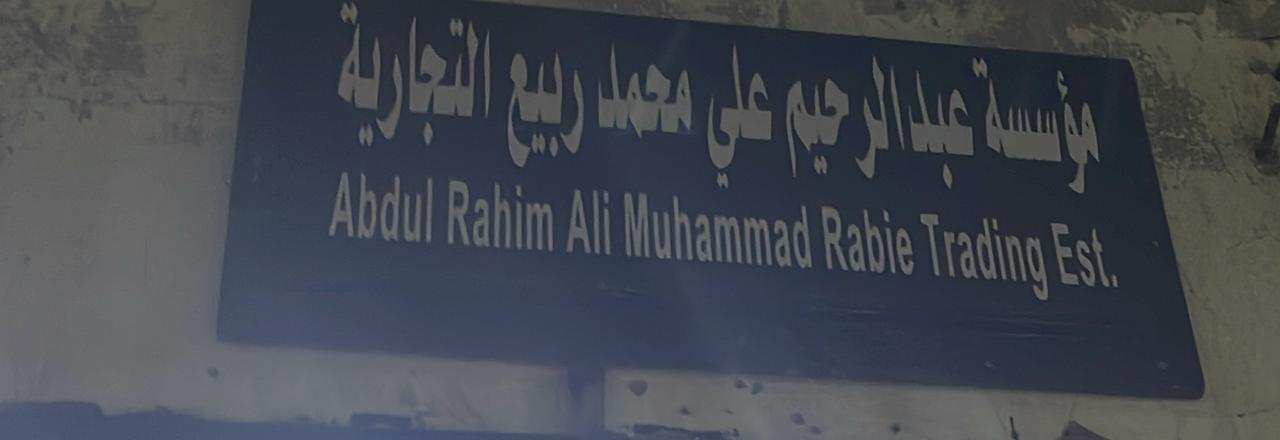 مؤسسة عبدالرحيم علي محمد ربيع التجارية
Abdul Rahim Ali Muhammad Rabie Trading Est.